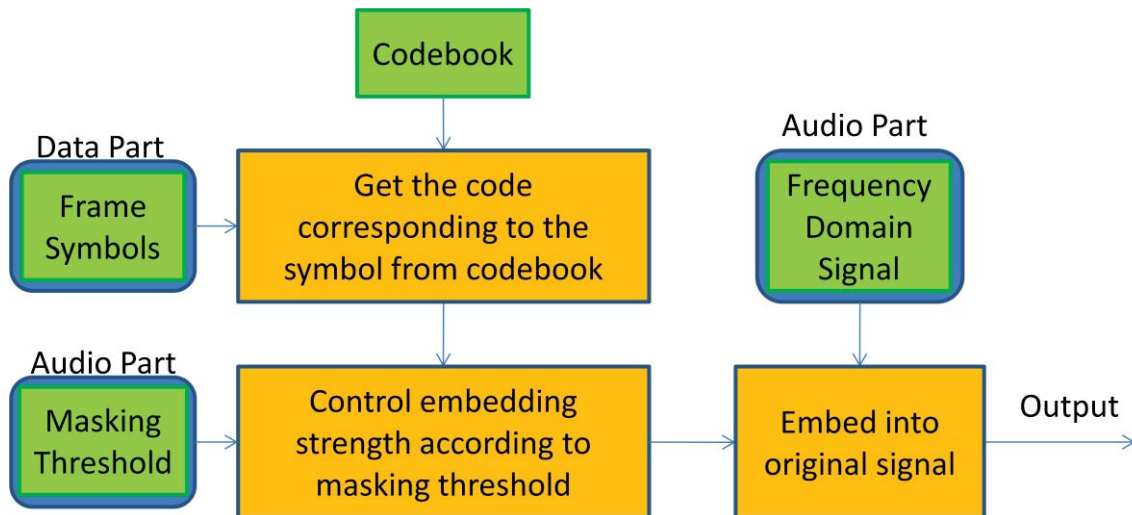 Codebook
Data Part
Frame
Symbols
Get the code
corresponding to the
symbol from codebook
Audio Part
Frequency
Domain
Signal
Audio Part
Masking
Threshold
Control embedding
strength according to
masking threshold
Embed into
original signal
Output